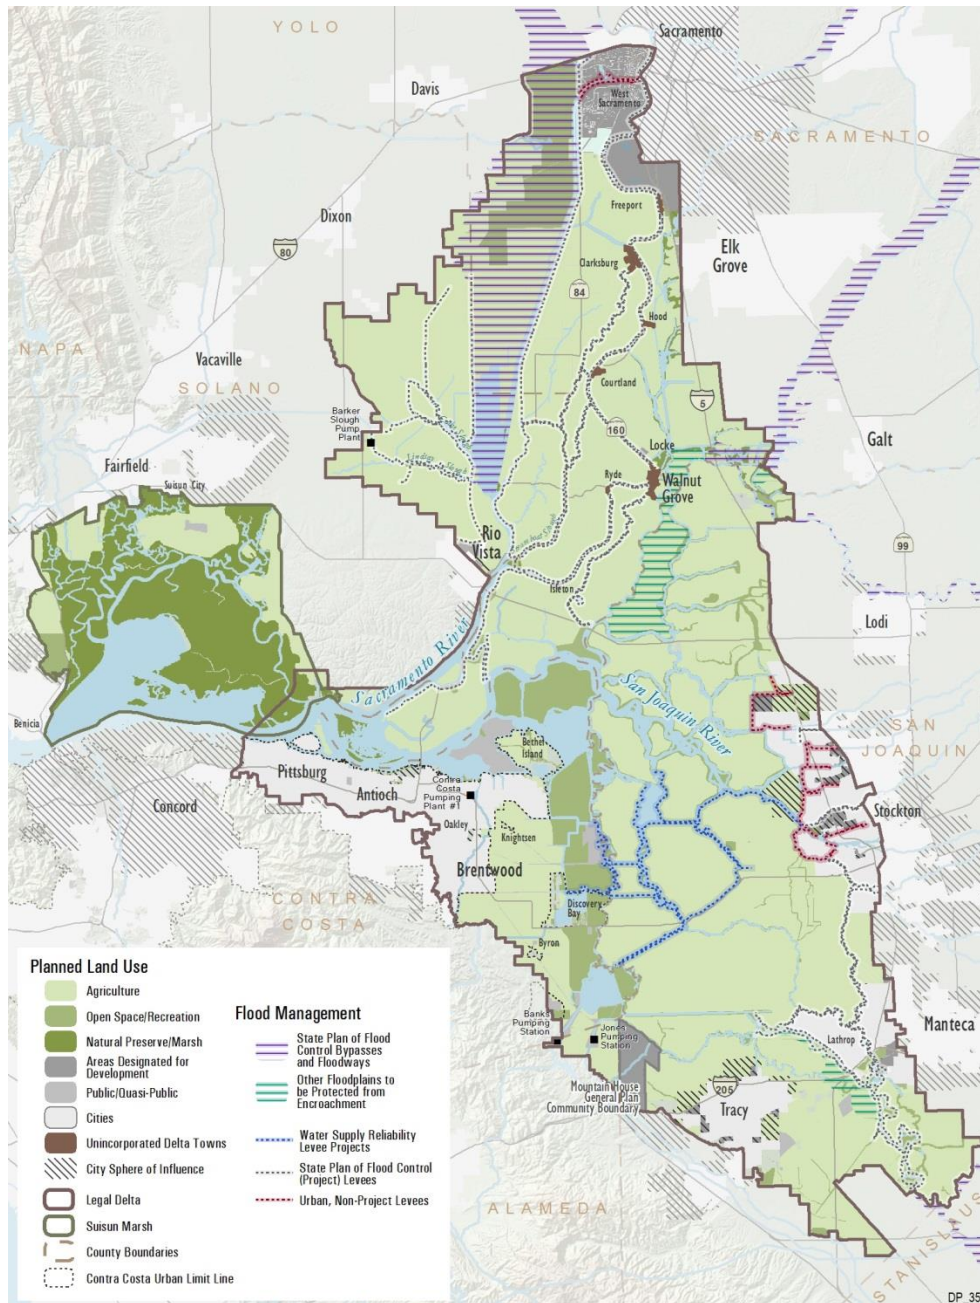 YOLO
Sacramento
Davis
West
Sacramento
SACRAMENTO
Dixon
80
Freeport
Elk
Grove
Clarksburg
84
Hood
NAPA
Vacaville
SOLANO
Courtland
5
Barker
Slough
Pump
Plant
160
Locke
Galt
Fairfield
Suisun City
Ryde
Walnut
Grove
Rio
Vista
99
Isleton
Lodi
Sacramento River
San Joaquin River
Benicia
SAN
JOAQUIN
Bethel
Island
Pittsburg
Antioch
Contra
Costa
Pumping
Plant #1
Concord
Stockton
Oakley
Knightsen
Brentwood
CONTRA
COSTA
Discovery
Bay
Byron
Banks
Pumping
Station
Jones
Pumping
Station
Lathrop
Manteca
Mountain House
General Plan
Community Boundary
205
Tracy
ALAMEDA
STANISLAUS
Planned Land Use
Agriculture
Open Space/Recreation
Natural Preserve/Marsh
Areas Designated for
Development
Public/Quasi-Public
Cities
Unincorporated Delta Towns
City Sphere of Influence
Legal Delta
Suisun Marsh
County Boundaries
Contra Costa Urban Limit Line
Flood Management
State Plan of Flood
Control Bypasses
and Floodways
Other Floodplains to
be Protected from
Encroachment
Water Supply Reliability
Levee Projects
State Plan of Flood Control
(Project) Levees
Urban, Non-Project Levees